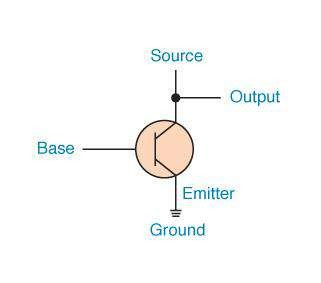 Source
Output
Base
Emitter
Ground